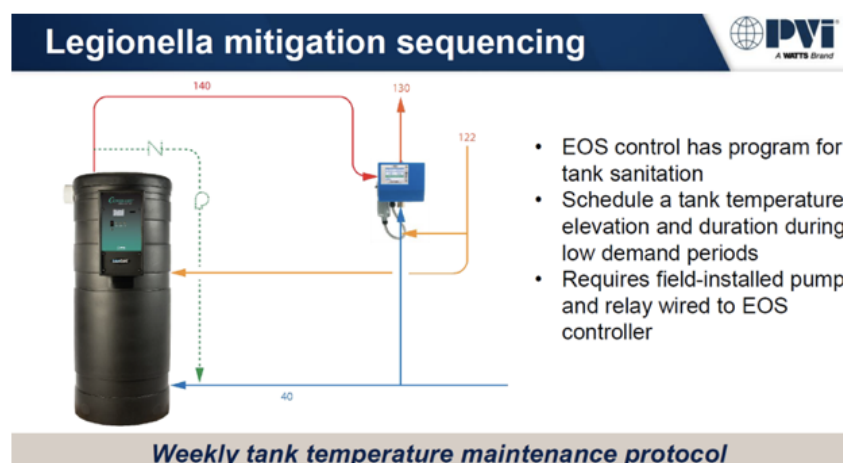 Legionella mitigation sequencing
PVI
A WATTS Brand
140
130
122
• EOS control has program for
tank sanitation
• Schedule a tank temperature
elevation and duration during
low demand periods
• Requires field-installed pump
and relay wired to EOS
controller
40
Weekly tank temperature maintenance protocol